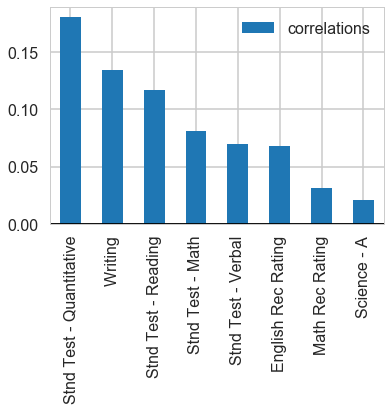 correlations
0.15
0.10
0.05
0.00
Stnd Test - Quantitative
Writing
Stnd Test - Reading
Stnd Test - Math
Stnd Test - Verbal
English Rec Rating
Math Rec Rating
Science - A